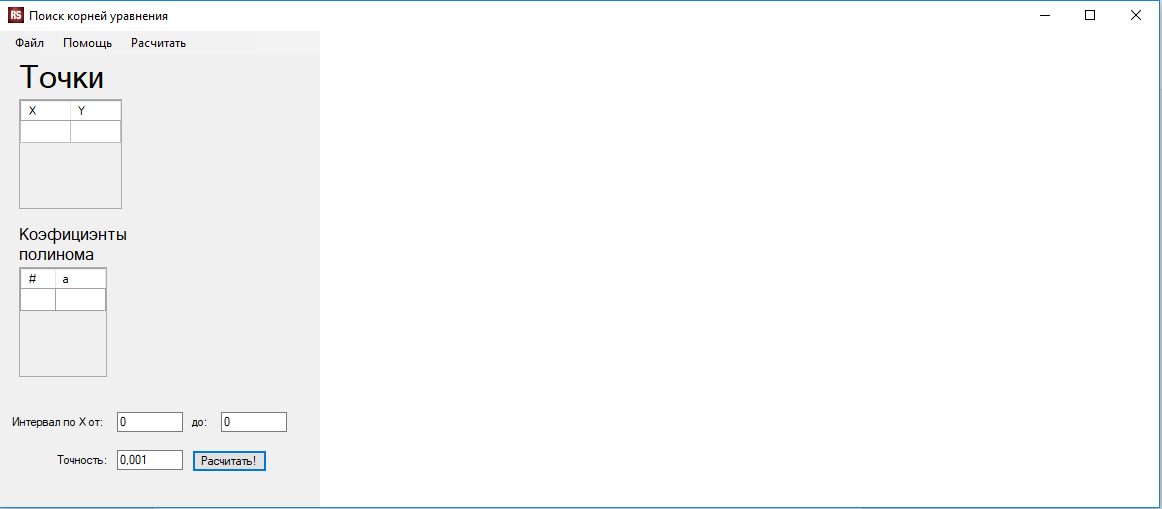 RS Поиск корней уравнения
Файл Помощь Расчитать
Точки
X Y
Коэфициэнты
полинома
# a
Интервал по X от: 0 до: 0
Точность: 0,001 Расчитать!